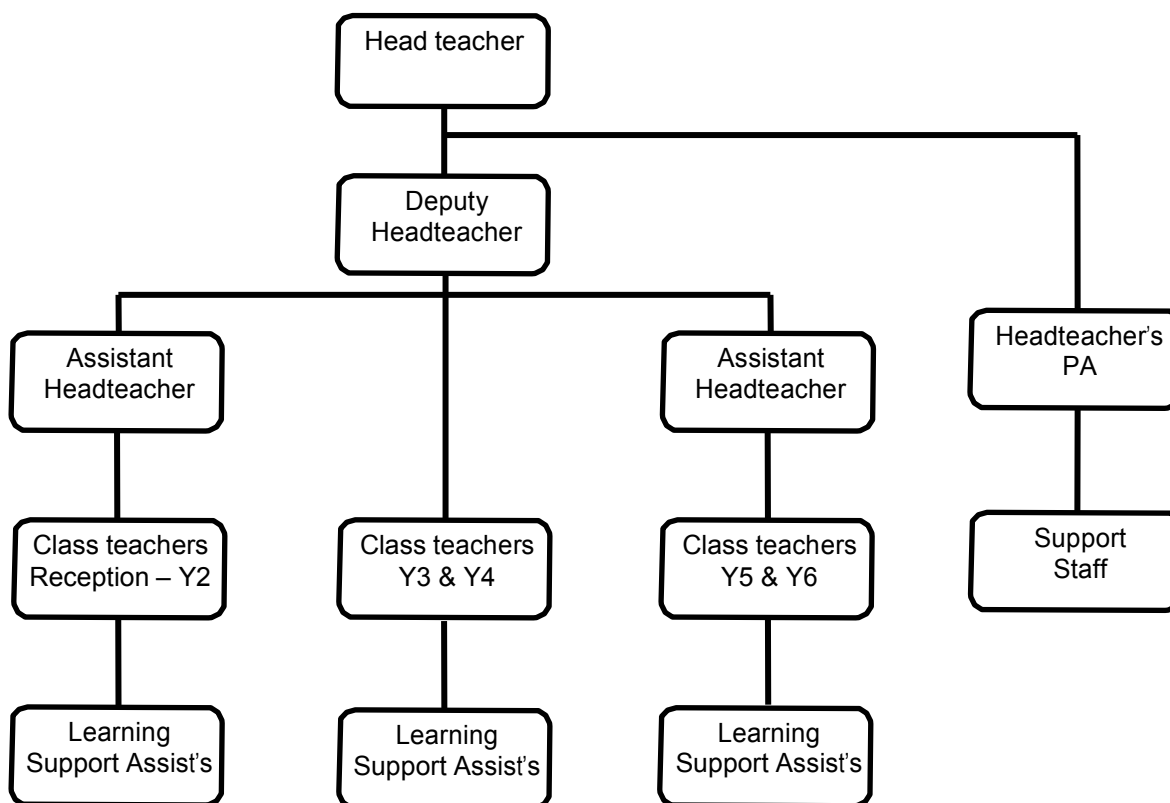 Head teacher
Deputy
Headteacher
Assistant
Headteacher
Assistant
Headteacher
Headteacher’s
PA
Class teachers
Reception – Y2
Class teachers
Y3 & Y4
Class teachers
Y5 & Y6
Support
Staff
Learning
Support Assist’s
Learning
Support Assist’s
Learning
Support Assist’s